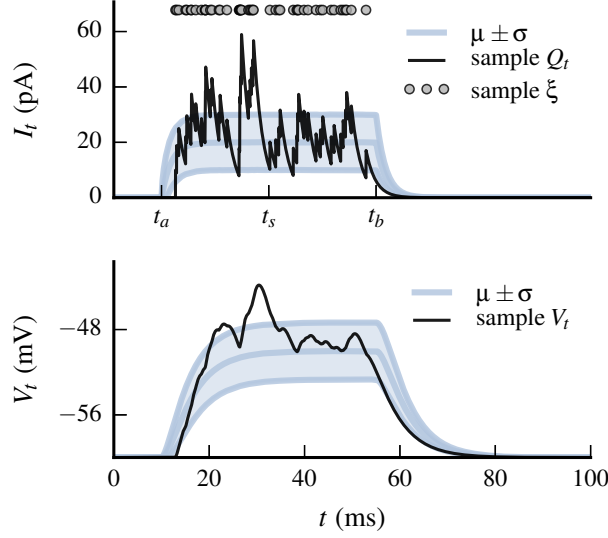 60
40
20
0
I_t (pA)
μ ± σ
sample Q_t
sample ξ
t_a
t_s
t_b
−48
−56
V_t (mV)
μ ± σ
sample V_t
0
20
40
60
80
100
t (ms)